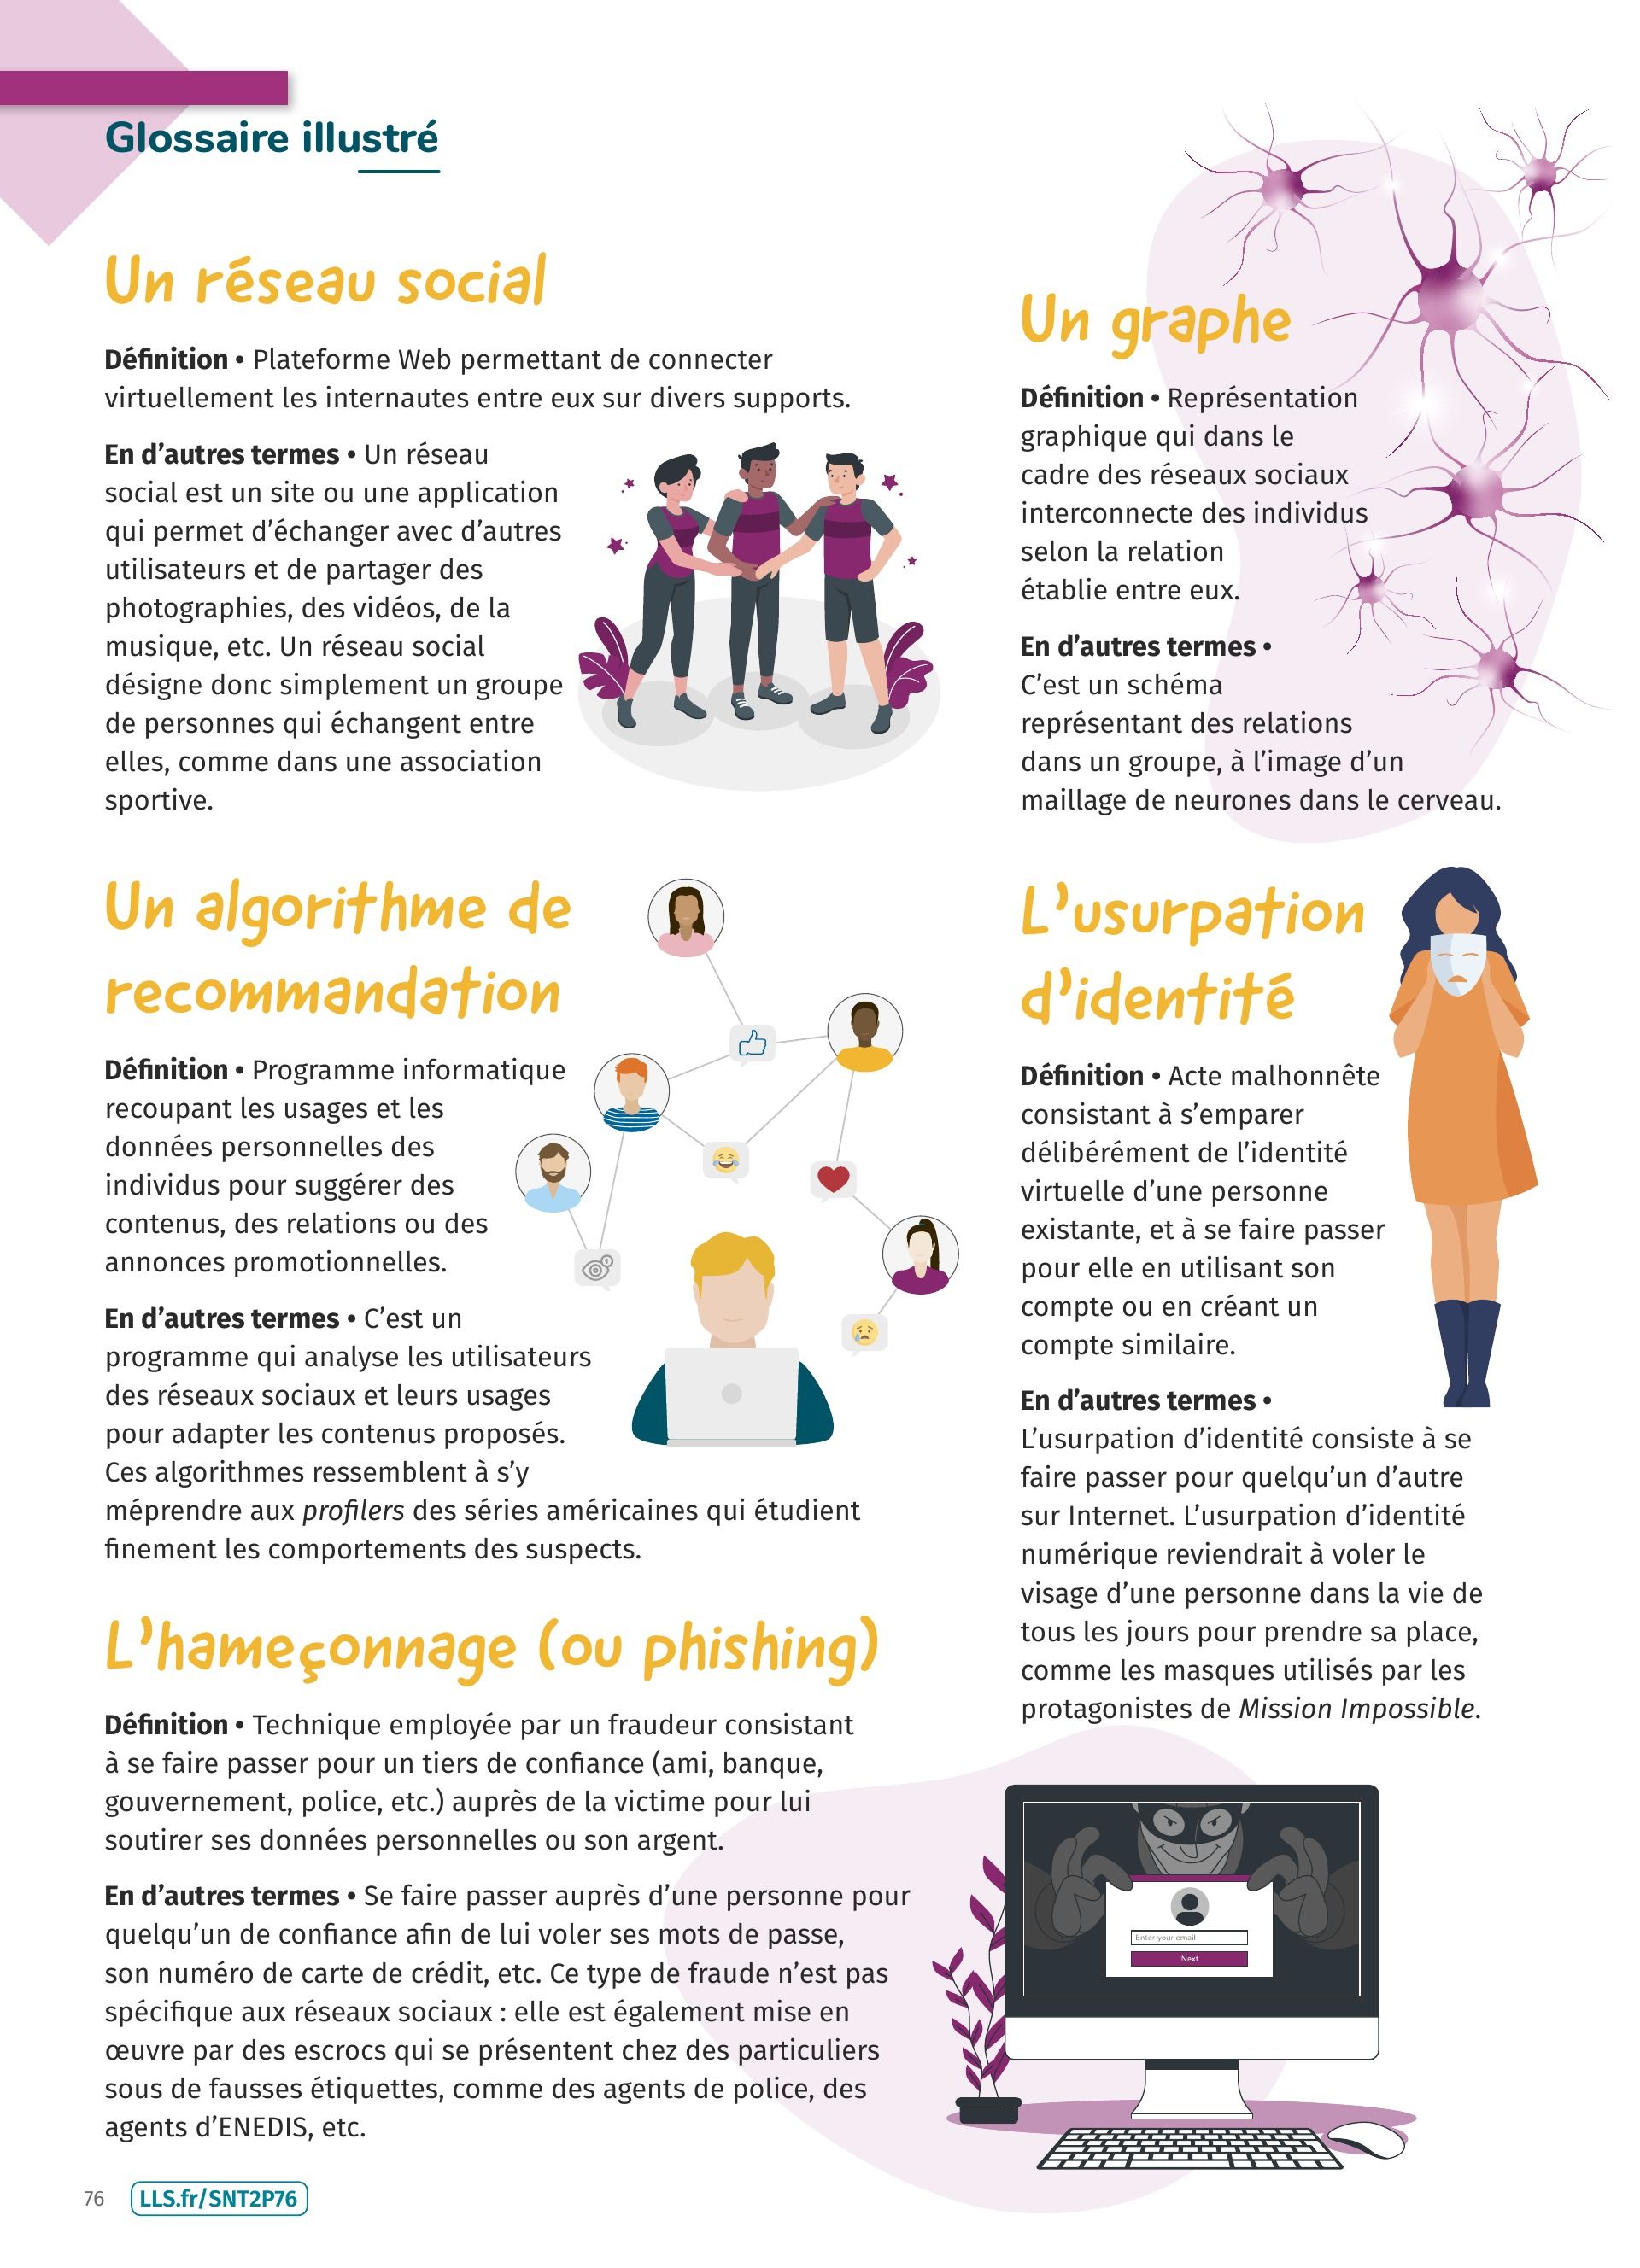 Glossaire illustré
Un réseau social
Définition • Plateforme Web permettant de connecter
virtuellement les internautes entre eux sur divers supports.
En d’autres termes • Un réseau
social est un site ou une application
qui permet d’échanger avec d’autres
utilisateurs et de partager des
photographies, des vidéos, de la
musique, etc. Un réseau social
désigne donc simplement un groupe
de personnes qui échangent entre
elles, comme dans une association
sportive.
Un graphe
Définition • Représentation
graphique qui dans le
cadre des réseaux sociaux
interconnecte des individus
selon la relation
établie entre eux.
En d’autres termes •
C’est un schéma
représentant des relations
dans un groupe, à l’image d’un
maillage de neurones dans le cerveau.
Un algorithme de
recommandation
Définition • Programme informatique
recoupant les usages et les
données personnelles des
individus pour suggérer des
contenus, des relations ou des
annonces promotionnelles.
En d’autres termes • C’est un
programme qui analyse les utilisateurs
des réseaux sociaux et leurs usages
pour adapter les contenus proposés.
Ces algorithmes ressemblent à s’y
méprendre aux profilers des séries américaines qui étudient
finement les comportements des suspects.
L’usurpation
d’identité
Définition • Acte malhonnête
consistant à s’emparer
délibérément de l’identité
virtuelle d’une personne
existante, et à se faire passer
pour elle en utilisant son
compte ou en créant un
compte similaire.
En d’autres termes •
L’usurpation d’identité consiste à se
faire passer pour quelqu’un d’autre
sur Internet. L’usurpation d’identité
numérique reviendrait à voler le
visage d’une personne dans la vie de
tous les jours pour prendre sa place,
comme les masques utilisés par les
protagonistes de Mission Impossible.
L’hameçonnage (ou phishing)
Définition • Technique employée par un fraudeur consistant
à se faire passer pour un tiers de confiance (ami, banque,
gouvernement, police, etc.) auprès de la victime pour lui
soutirer ses données personnelles ou son argent.
En d’autres termes • Se faire passer auprès d’une personne pour
quelqu’un de confiance afin de lui voler ses mots de passe,
son numéro de carte de crédit, etc. Ce type de fraude n’est pas
spécifique aux réseaux sociaux : elle est également mise en
œuvre par des escrocs qui se présentent chez des particuliers
sous de fausses étiquettes, comme des agents de police, des
agents d’ENEDIS, etc.
Enter your email
Next
76
LLS.fr/SNT2P76